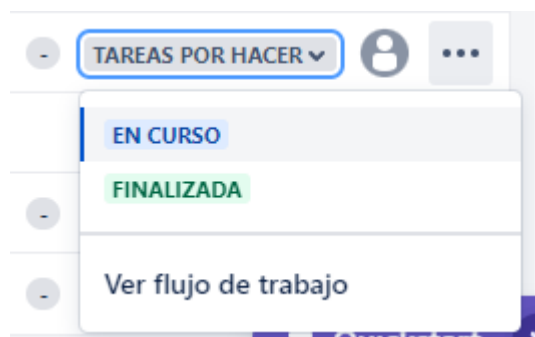 -
TAREAS POR HACER
...
EN CURSO
FINALIZADA
-
Ver flujo de trabajo
-